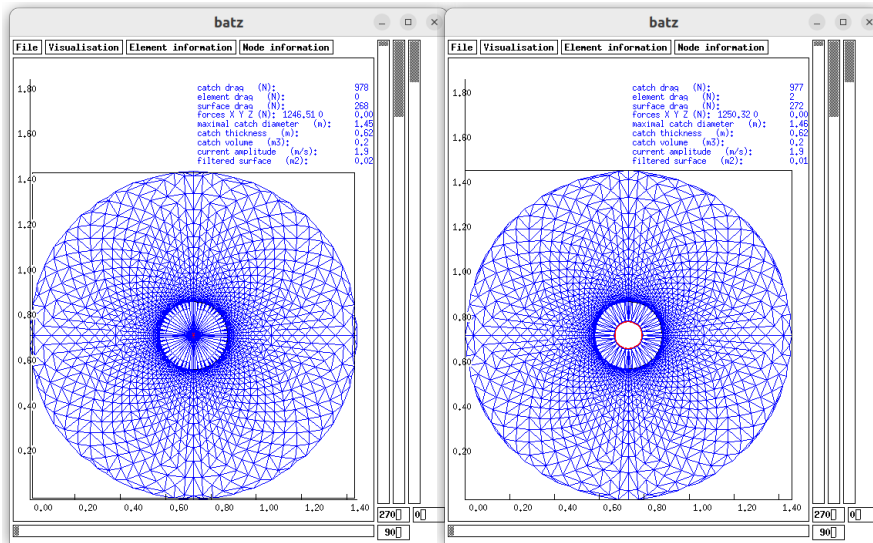 batz
File Visualisation Element information Node information
catch drag (N): 978
element drag (N): 0
surface drag (N): 268
forces X Y Z (N): 1246.51 0 0.00
maximal catch diameter (m): 1.45
catch thickness (m): 0.62
catch volume (m3): 0.2
current amplitude (m/s): 1.9
filtered surface (m2): 0.02
1.80
1.60
1.40
1.20
1.00
0.80
0.60
0.40
0.20
0.00 0.20 0.40 0.60 0.80 1.00 1.20 1.40
270 0
90
batz
File Visualisation Element information Node information
catch drag (N): 977
element drag (N): 2
surface drag (N): 272
forces X Y Z (N): 1250.32 0 0.00
maximal catch diameter (m): 1.46
catch thickness (m): 0.62
catch volume (m3): 0.2
current amplitude (m/s): 1.9
filtered surface (m2): 0.01
1.80
1.60
1.40
1.20
1.00
0.80
0.60
0.40
0.20
0.00 0.20 0.40 0.60 0.80 1.00 1.20 1.40
270 0
90